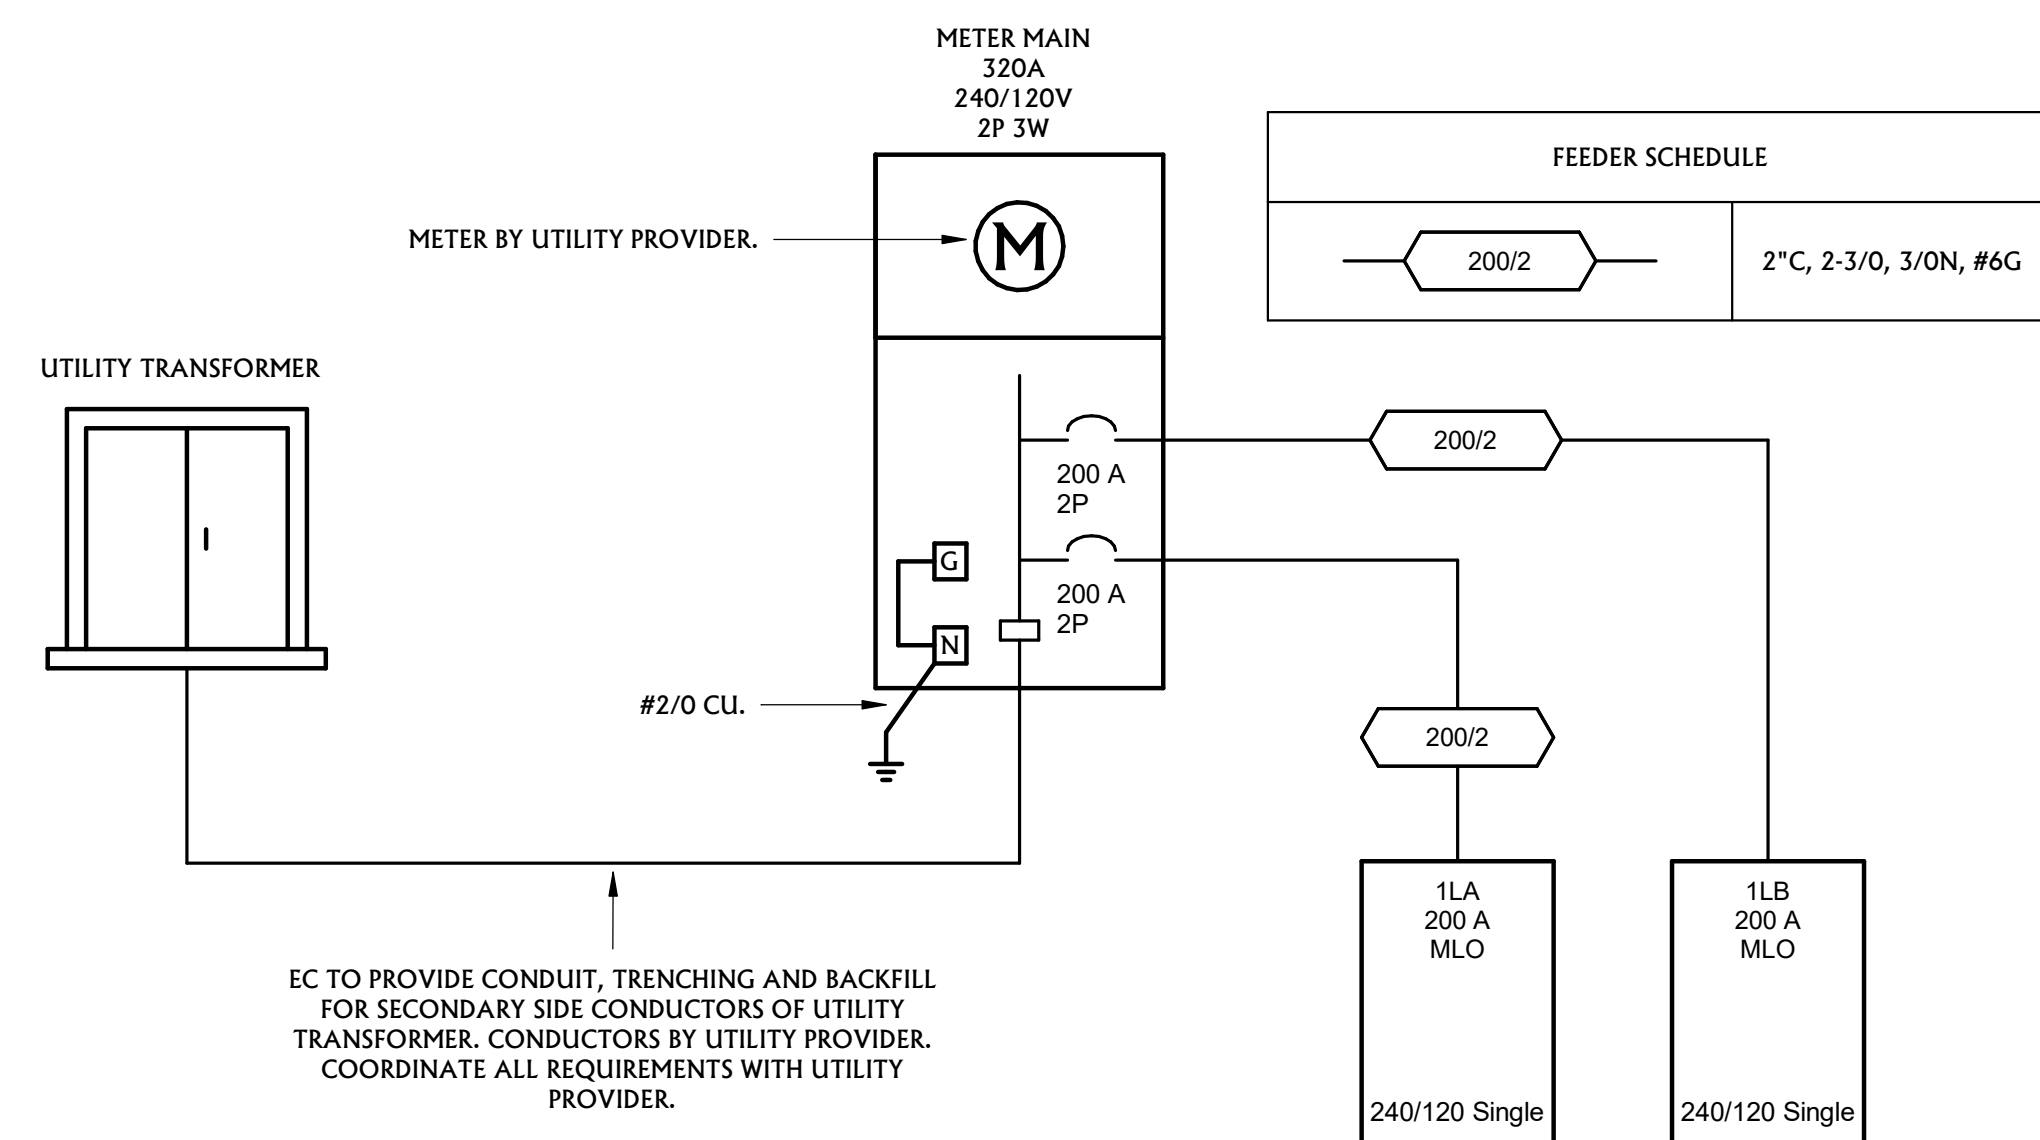 METER MAIN
320A
240/120V
2P 3W
FEEDER SCHEDULE
200/2
2"C, 2-3/0, 3/0N, #6G
METER BY UTILITY PROVIDER.
M
UTILITY TRANSFORMER
200/2
200 A
2P
G
200 A
2P
N
#2/0 CU.
200/2
1LA
200 A
MLO
240/120 Single
1LB
200 A
MLO
240/120 Single
EC TO PROVIDE CONDUIT, TRENCHING AND BACKFILL
FOR SECONDARY SIDE CONDUCTORS OF UTILITY
TRANSFORMER. CONDUCTORS BY UTILITY PROVIDER.
COORDINATE ALL REQUIREMENTS WITH UTILITY
PROVIDER.